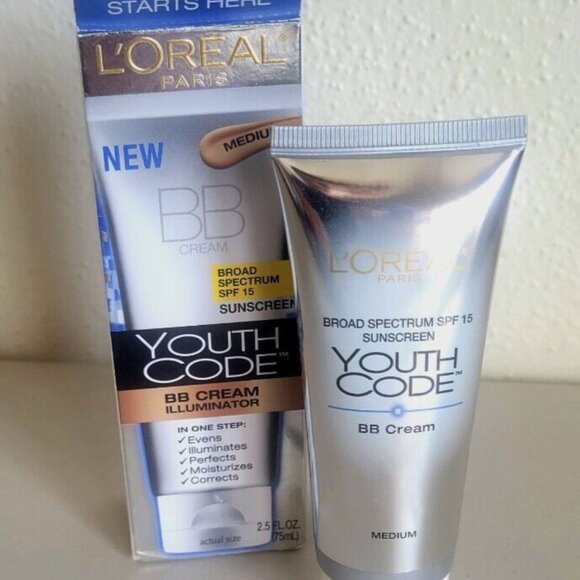 STARTS HERE
L'ORÉAL
PARIS
NEW
MEDIUM
BB
CREAM
BROAD
SPECTRUM
SPF 15
SUNSCREEN
YOUTH
CODE™
BB CREAM
ILLUMINATOR
IN ONE STEP:
✓Evens
✓Illuminates
✓Perfects
✓Moisturizes
✓Corrects
2.5 FL.OZ.
(75mL)
actual size
L'ORÉAL
PARIS
BROAD SPECTRUM SPF 15
SUNSCREEN
YOUTH
CODE™
BB Cream
MEDIUM